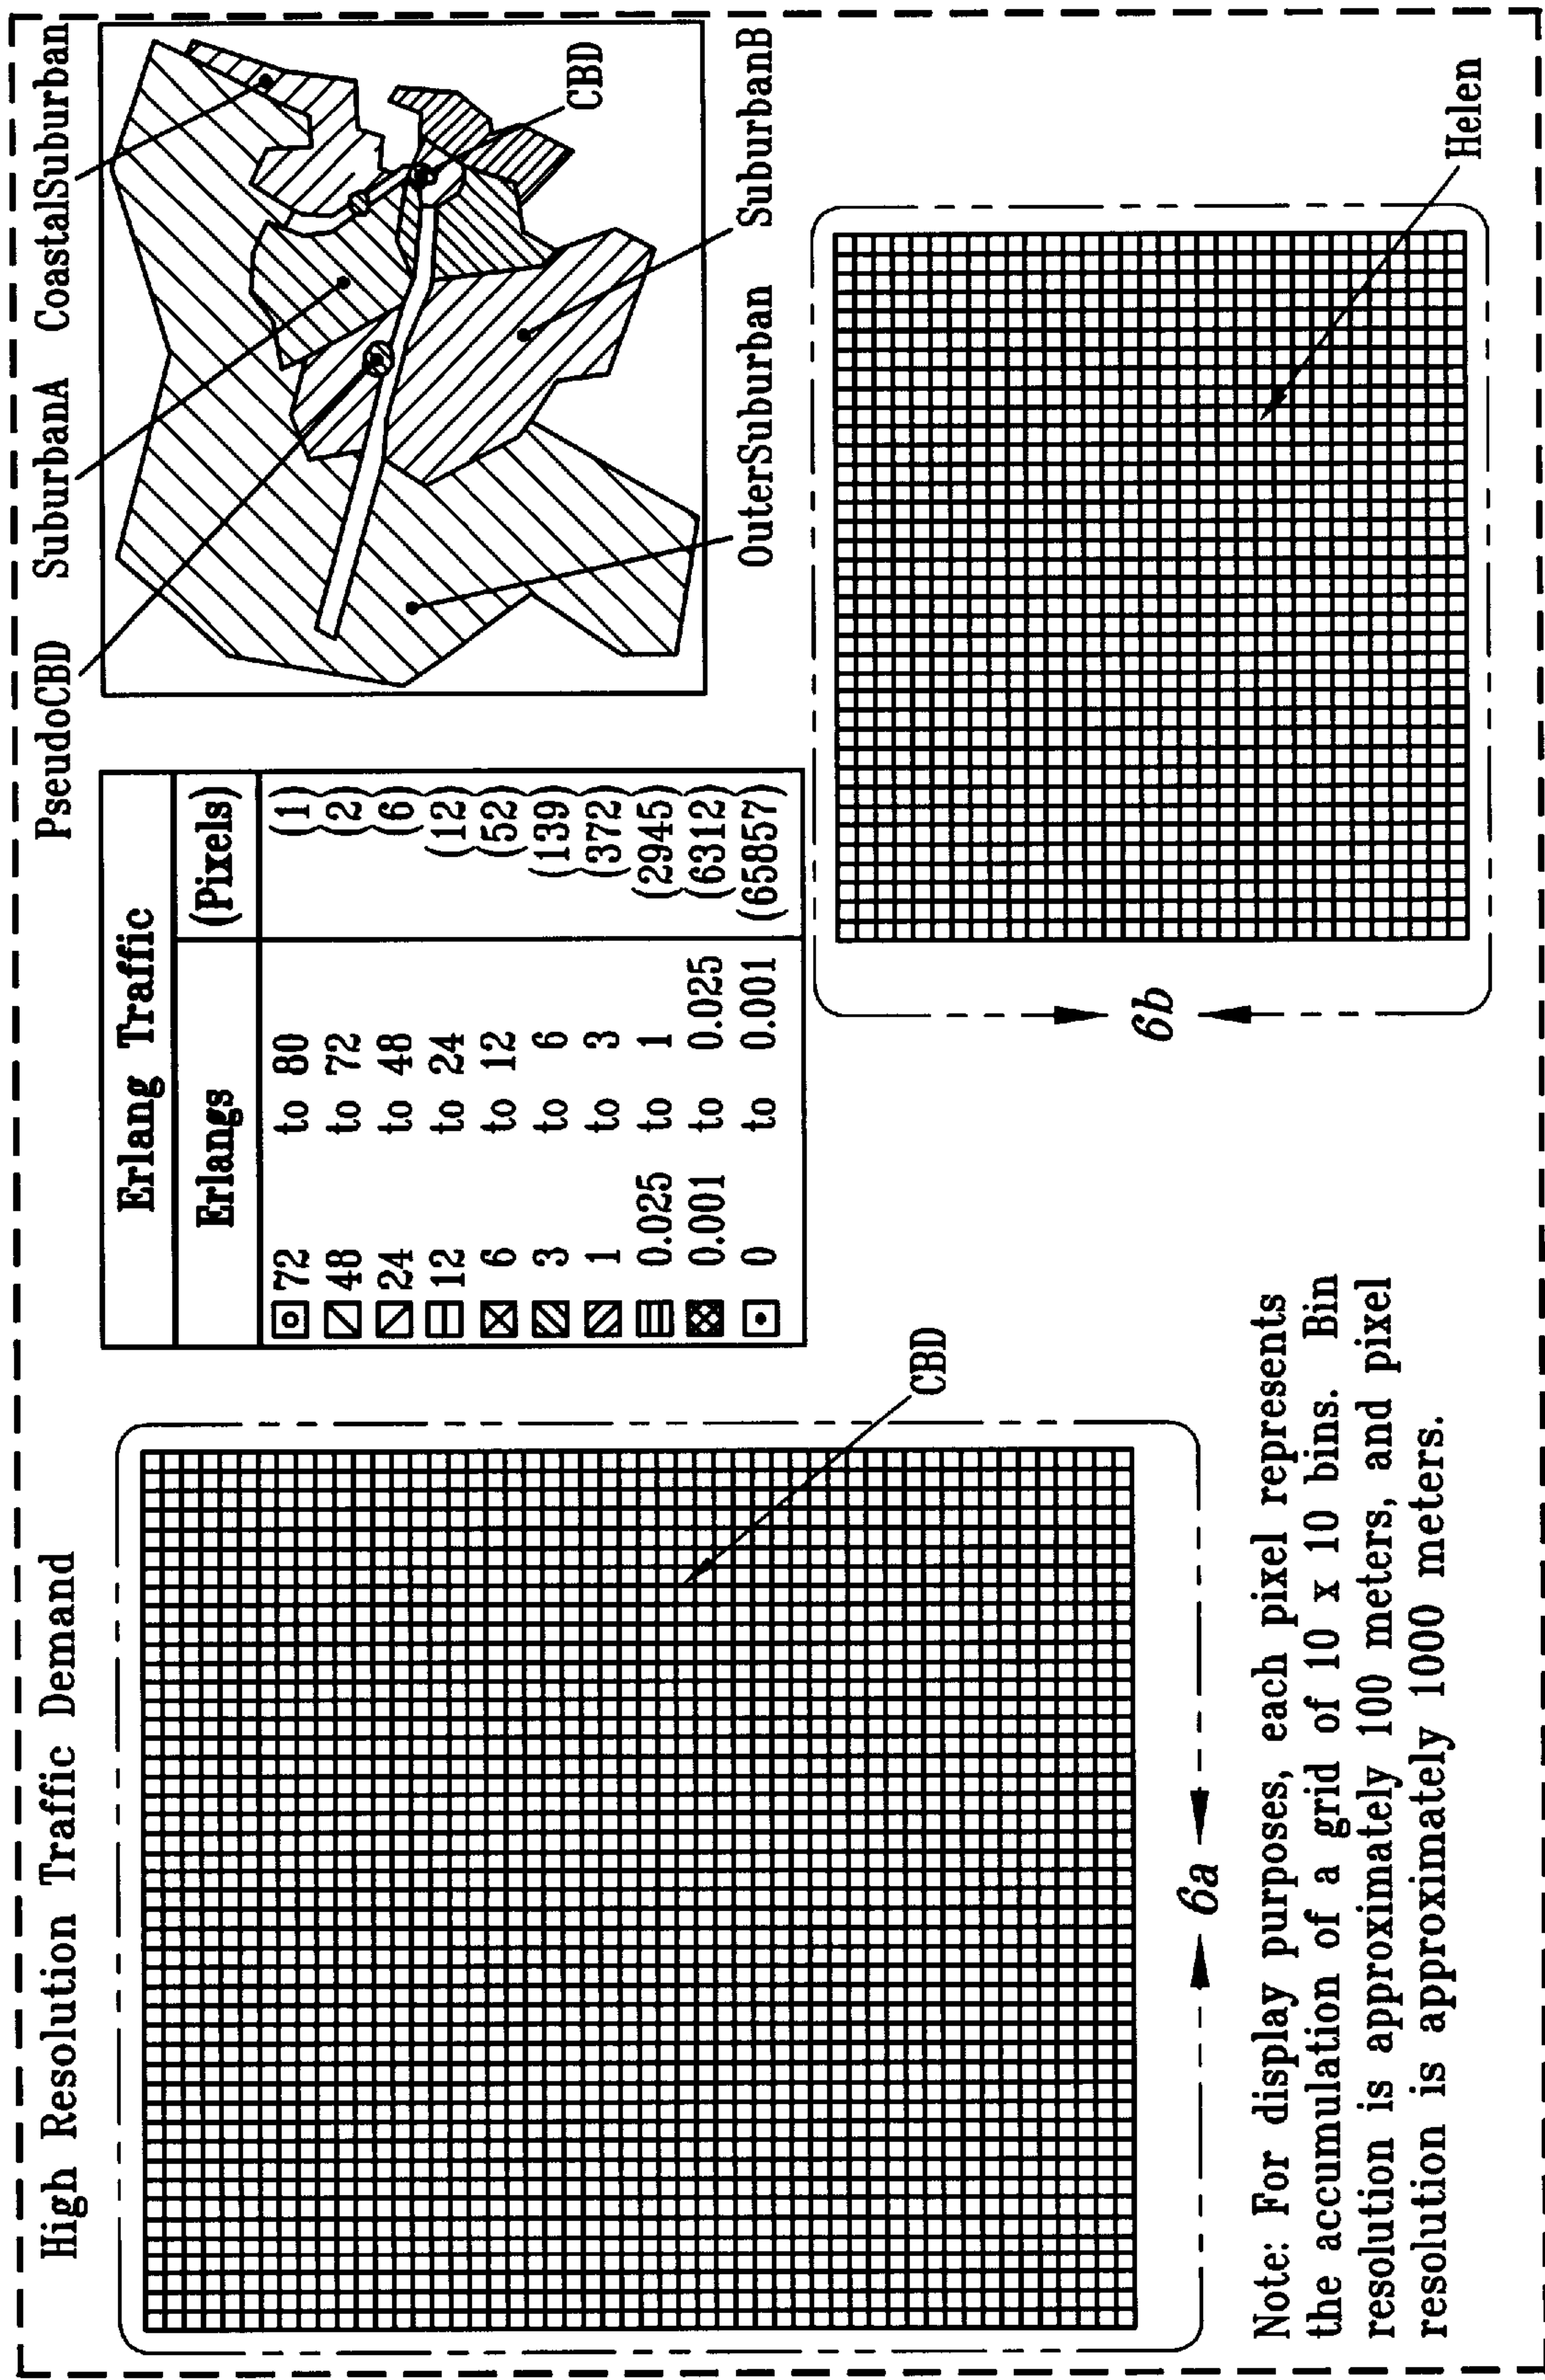 High Resolution Traffic Demand
CBD
6a
Note: For display purposes, each pixel represents
the accumulation of a grid of 10 x 10 bins. Bin
resolution is approximately 100 meters, and pixel
resolution is approximately 1000 meters.
Erlang Traffic
Erlangs (Pixels)
72 to 80 (1)
48 to 72 (2)
24 to 48 (6)
12 to 24 (12)
6 to 12 (52)
3 to 6 (139)
1 to 3 (372)
0.025 to 1 (2945)
0.001 to 0.025 (6312)
0 to 0.001 (65857)
PseudoCBD SuburbanA CoastalSuburban
CBD
OuterSuburban SuburbanB
6b
Helen